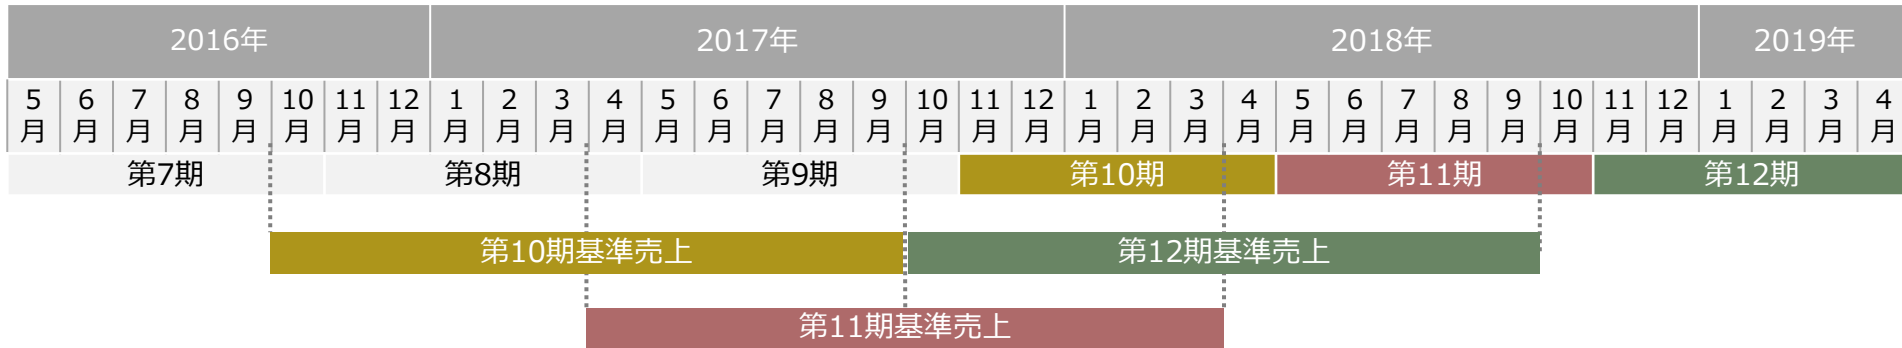 2016年 2017年 2018年 2019年
5月 6月 7月 8月 9月 10月 11月 12月 1月 2月 3月 4月 5月 6月 7月 8月 9月 10月 11月 12月 1月 2月 3月 4月 5月 6月 7月 8月 9月 10月 11月 12月 1月 2月 3月 4月
第7期 第8期 第9期 第10期 第11期 第12期
第10期基準売上 第12期基準売上
第11期基準売上